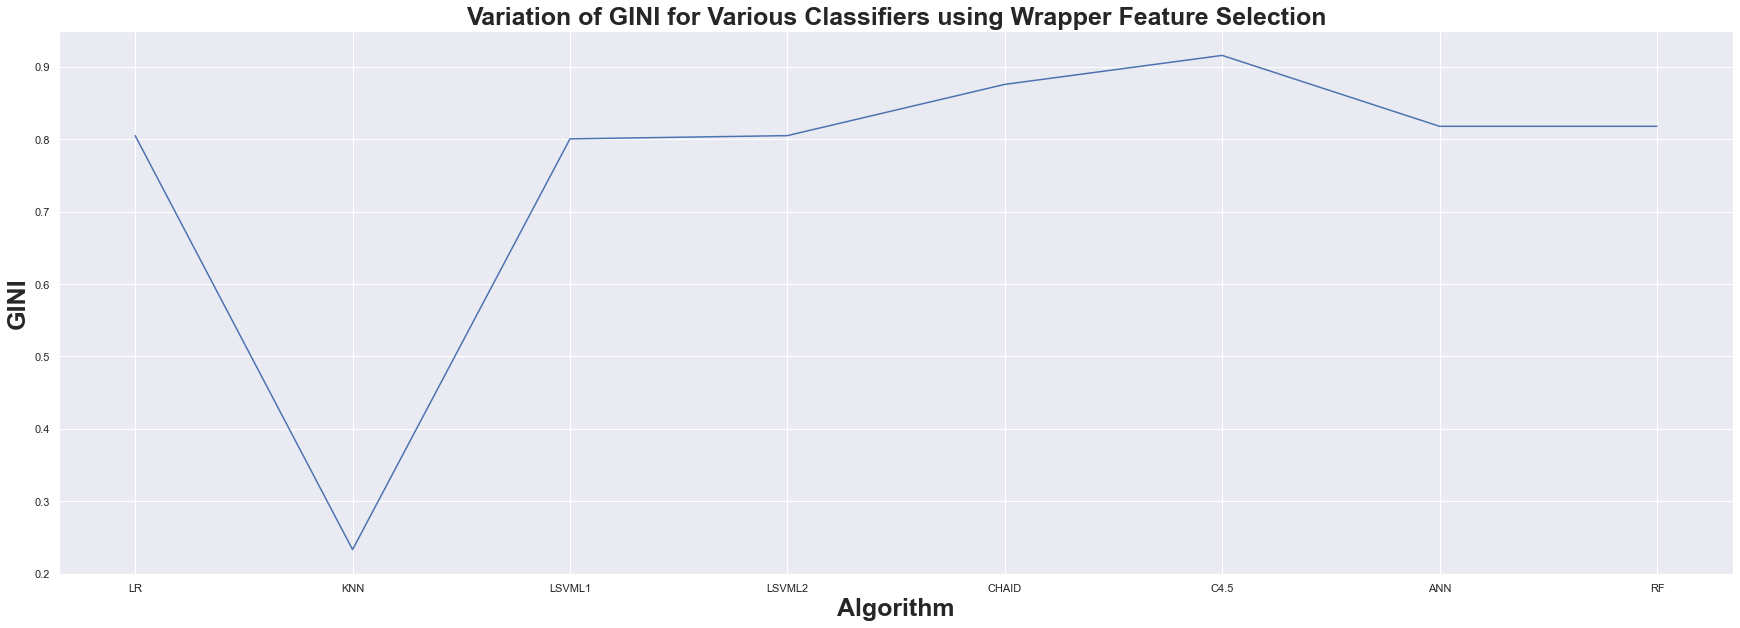 Variation of GINI for Various Classifiers using Wrapper Feature Selection
0.9
0.8
0.7
0.6
0.5
0.4
0.3
0.2
GINI
LR KNN LSVML1 LSVML2 CHAID C4.5 ANN RF
Algorithm